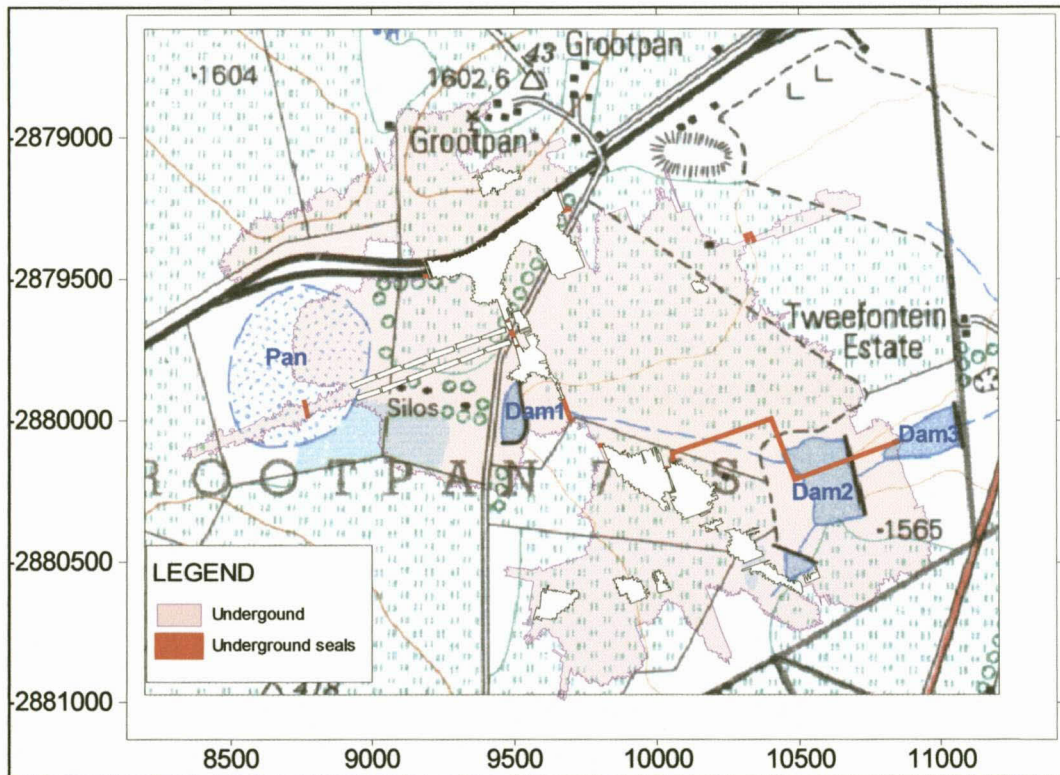 Grootpan
43
1604
1602,6
Grootpan
-2879000
-2879500
Tweefontein
Estate
Pan
-2880000
Silos
Dam1
Dam3
ROOTPAN 7 S
Dam2
1565
-2880500
LEGEND
Undergound
Underground seals
478
-2881000
8500
9000
9500
10000
10500
11000